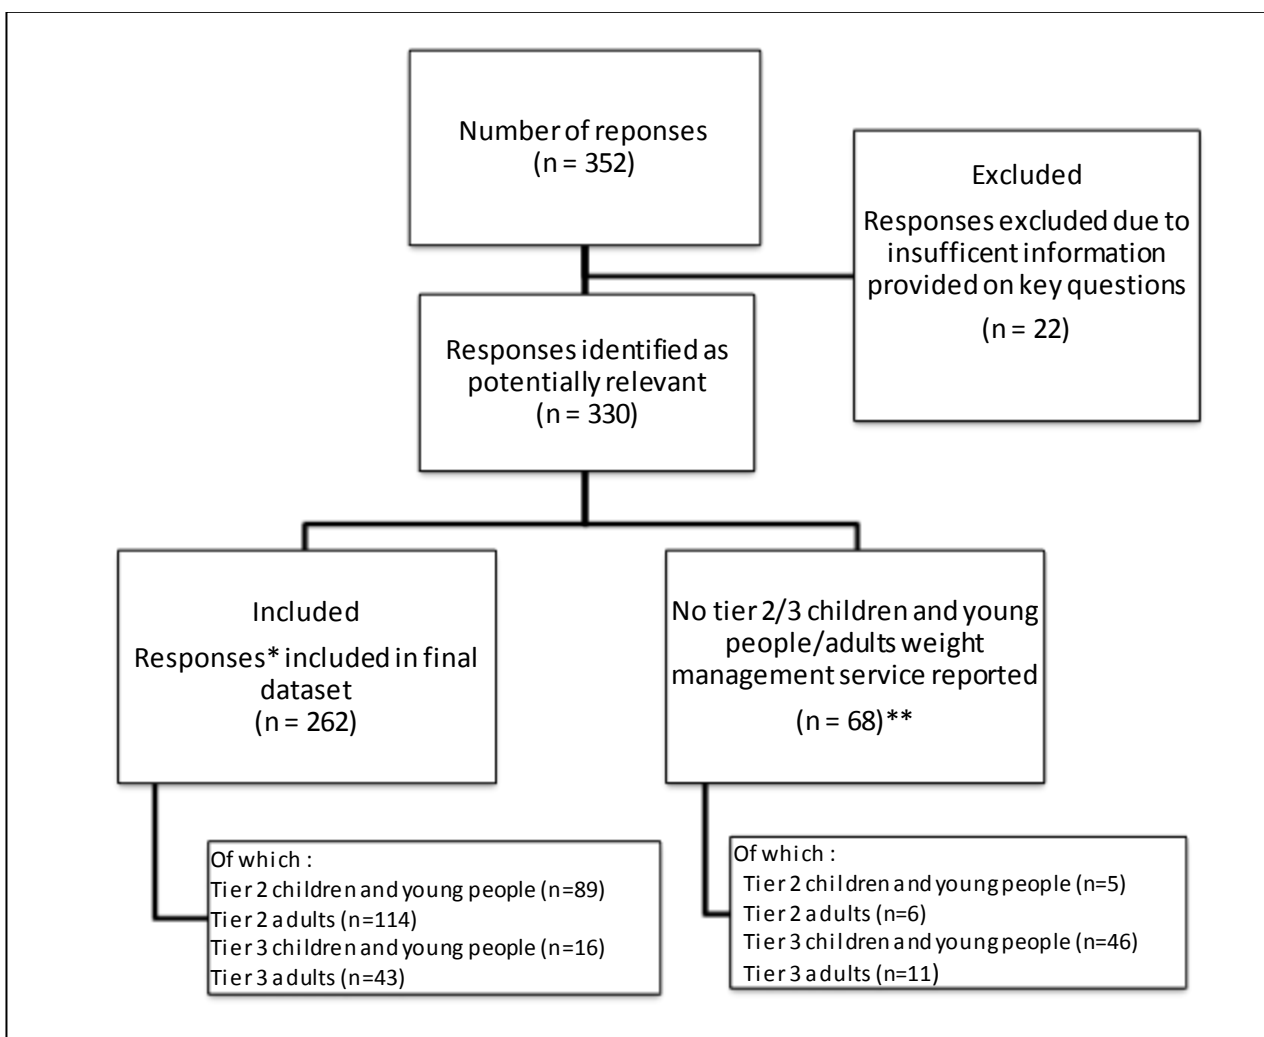 Number of reponses
(n = 352)
Excluded
Responses excluded due to
insufficent information
provided on key questions
(n = 22)
Responses identified as
potentially relevant
(n = 330)
Included
Responses* included in final
dataset
(n = 262)
No tier 2/3 children and young
people/adults weight
management service reported
(n = 68)**
Of which :
Tier 2 children and young people (n=89)
Tier 2 adults (n=114)
Tier 3 children and young people (n=16)
Tier 3 adults (n=43)
Of which :
Tier 2 children and young people (n=5)
Tier 2 adults (n=6)
Tier 3 children and young people (n=46)
Tier 3 adults (n=11)